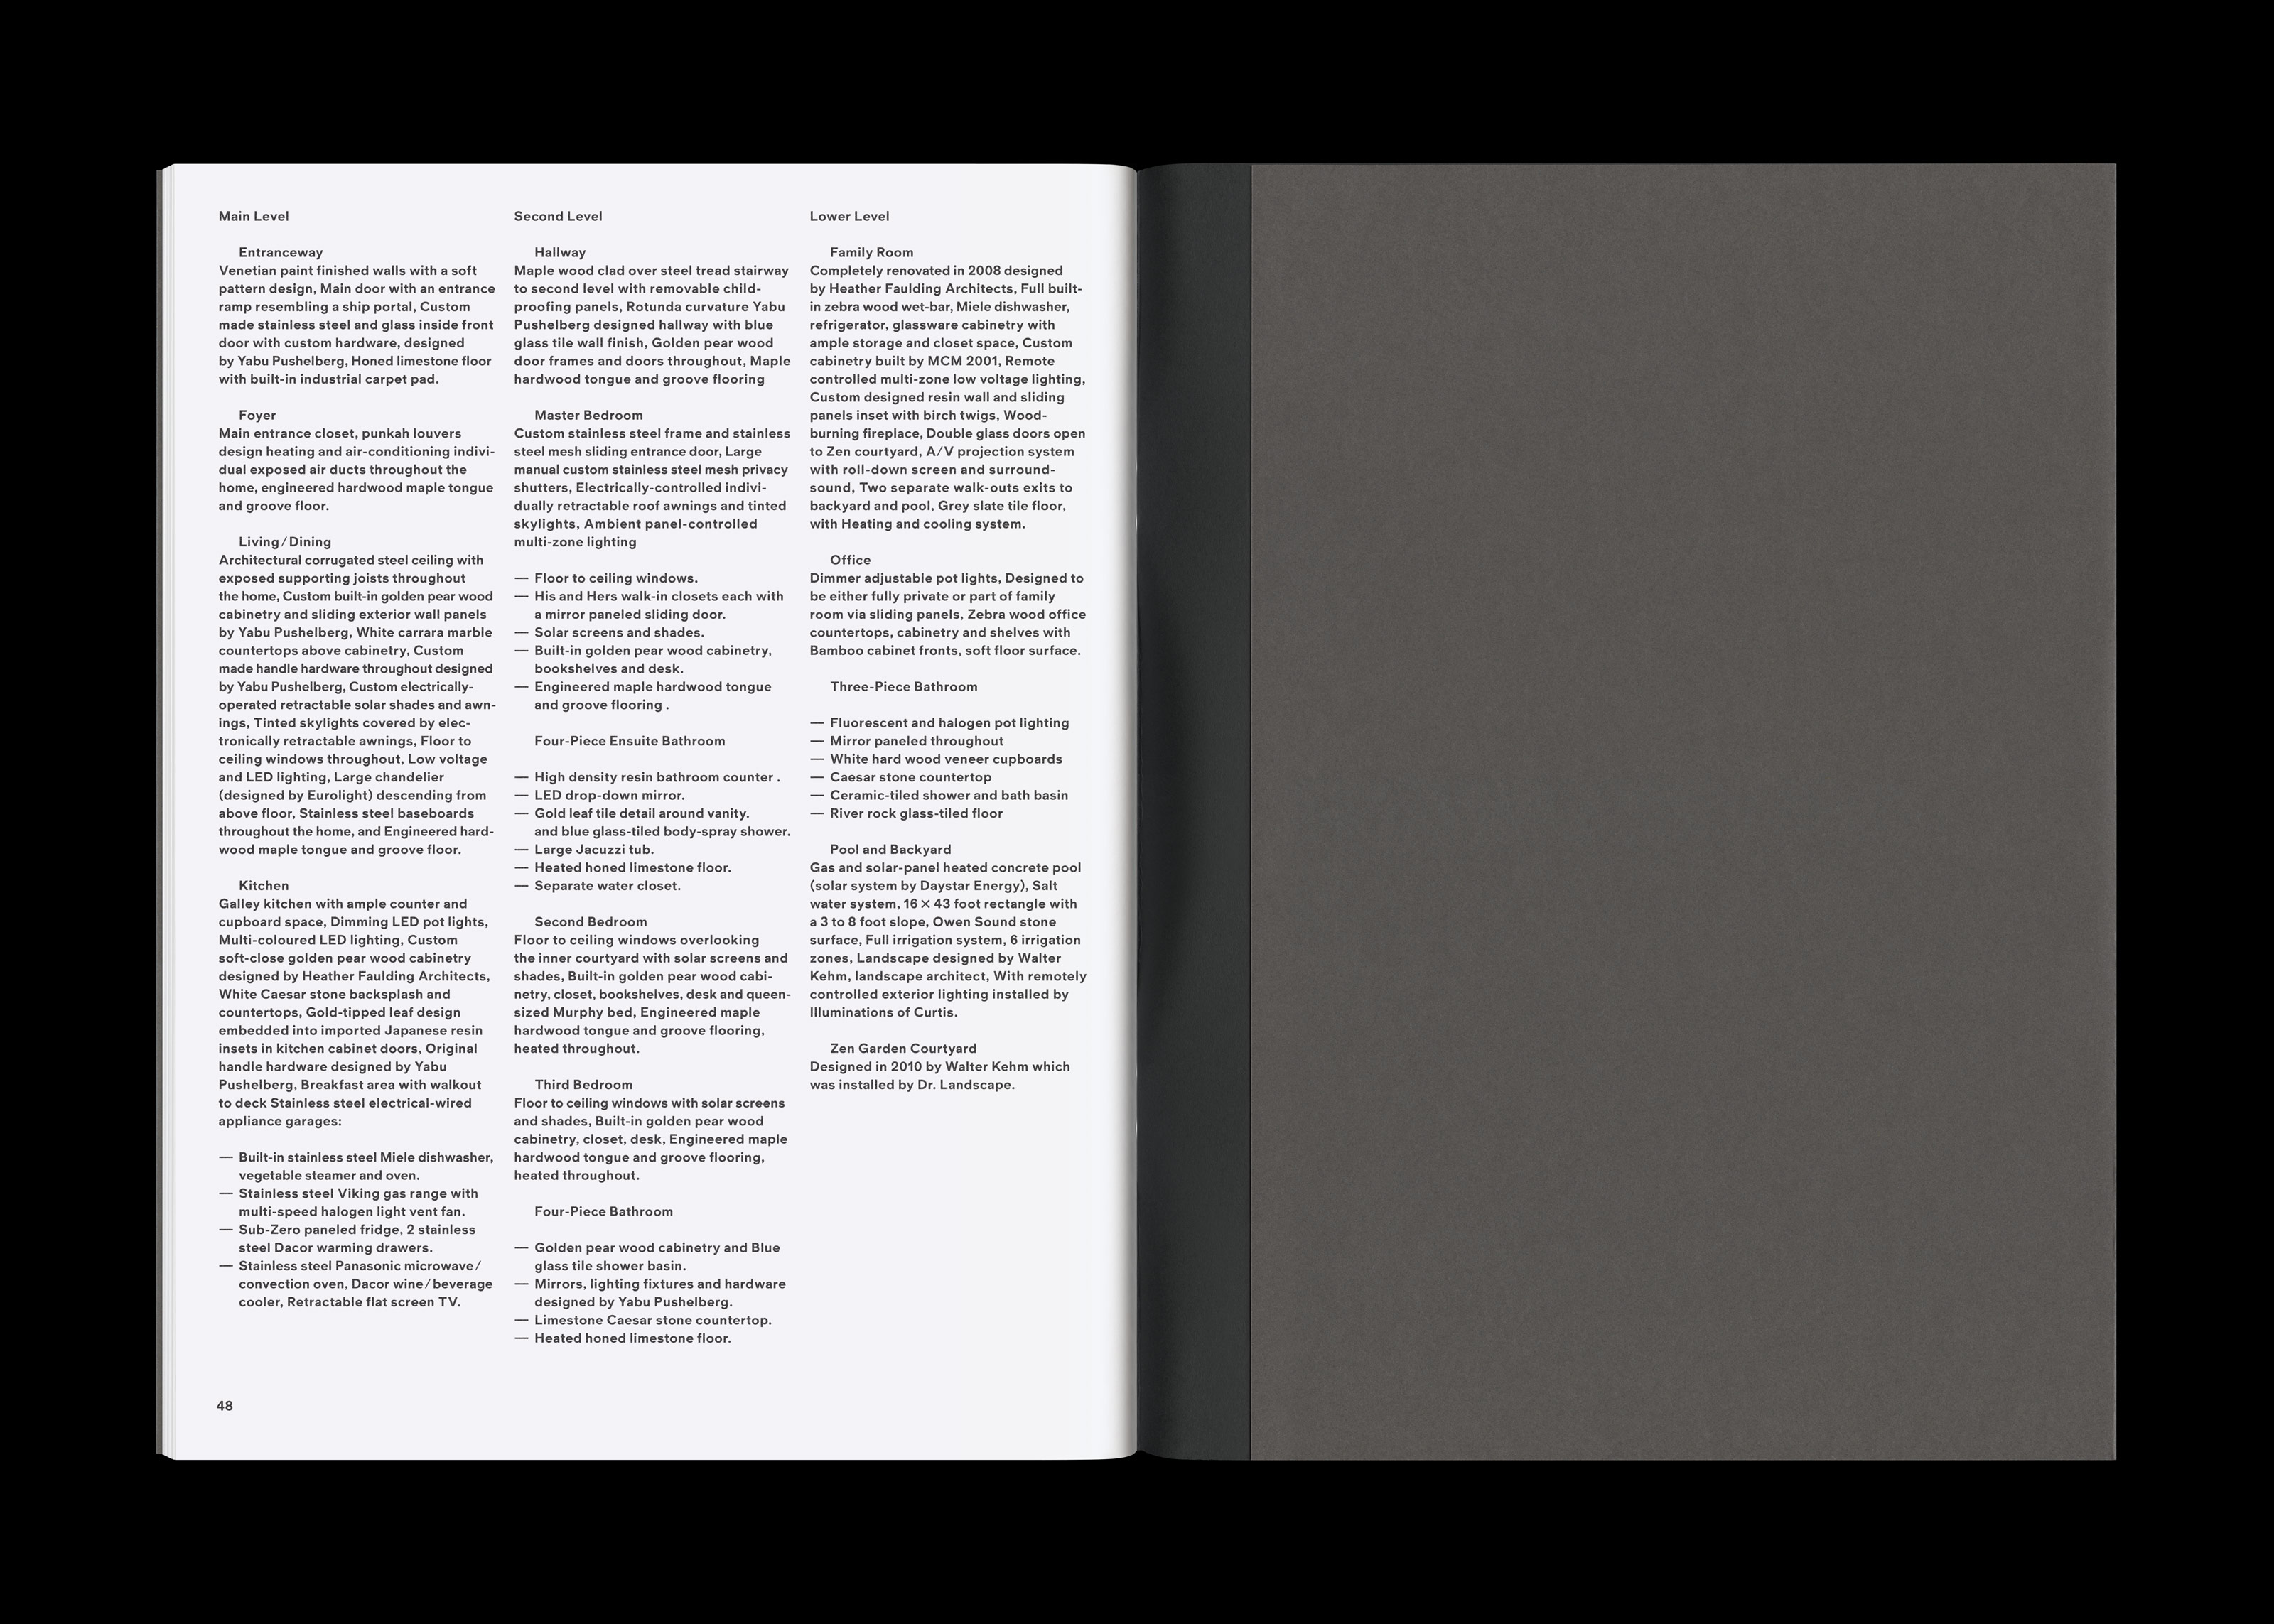 Main Level
Entranceway
Venetian paint finished walls with a soft
pattern design, Main door with an entrance
ramp resembling a ship portal, Custom
made stainless steel and glass inside front
door with custom hardware, designed
by Yabu Pushelberg, Honed limestone floor
with built-in industrial carpet pad.
Foyer
Main entrance closet, punkah louvers
design heating and air-conditioning indivi-
dual exposed air ducts throughout the
home, engineered hardwood maple tongue
and groove floor.
Living/Dining
Architectural corrugated steel ceiling with
exposed supporting joists throughout
the home, Custom built-in golden pear wood
cabinetry and sliding exterior wall panels
by Yabu Pushelberg, White carrara marble
countertops above cabinetry, Custom
made handle hardware throughout designed
by Yabu Pushelberg, Custom electrically-
operated retractable solar shades and awn-
ings, Tinted skylights covered by elec-
tronically retractable awnings, Floor to
ceiling windows throughout, Low voltage
and LED lighting, Large chandelier
(designed by Eurolight) descending from
above floor, Stainless steel baseboards
throughout the home, and Engineered hard-
wood maple tongue and groove floor.
Kitchen
Galley kitchen with ample counter and
cupboard space, Dimming LED pot lights,
Multi-coloured LED lighting, Custom
soft-close golden pear wood cabinetry
designed by Heather Faulding Architects,
White Caesar stone backsplash and
countertops, Gold-tipped leaf design
embedded into imported Japanese resin
insets in kitchen cabinet doors, Original
handle hardware designed by Yabu
Pushelberg, Breakfast area with walkout
to deck Stainless steel electrical-wired
appliance garages:
— Built-in stainless steel Miele dishwasher,
vegetable steamer and oven.
— Stainless steel Viking gas range with
multi-speed halogen light vent fan.
— Sub-Zero paneled fridge, 2 stainless
steel Dacor warming drawers.
— Stainless steel Panasonic microwave/
convection oven, Dacor wine/beverage
cooler, Retractable flat screen TV.
Second Level
Hallway
Maple wood clad over steel tread stairway
to second level with removable child-
proofing panels, Rotunda curvature Yabu
Pushelberg designed hallway with blue
glass tile wall finish, Golden pear wood
door frames and doors throughout, Maple
hardwood tongue and groove flooring
Master Bedroom
Custom stainless steel frame and stainless
steel mesh sliding entrance door, Large
manual custom stainless steel mesh privacy
shutters, Electrically-controlled indivi-
dually retractable roof awnings and tinted
skylights, Ambient panel-controlled
multi-zone lighting
— Floor to ceiling windows.
— His and Hers walk-in closets each with
a mirror paneled sliding door.
— Solar screens and shades.
— Built-in golden pear wood cabinetry,
bookshelves and desk.
— Engineered maple hardwood tongue
and groove flooring .
Four-Piece Ensuite Bathroom
— High density resin bathroom counter .
— LED drop-down mirror.
— Gold leaf tile detail around vanity.
and blue glass-tiled body-spray shower.
— Large Jacuzzi tub.
— Heated honed limestone floor.
— Separate water closet.
Second Bedroom
Floor to ceiling windows overlooking
the inner courtyard with solar screens and
shades, Built-in golden pear wood cabi-
netry, closet, bookshelves, desk and queen-
sized Murphy bed, Engineered maple
hardwood tongue and groove flooring,
heated throughout.
Third Bedroom
Floor to ceiling windows with solar screens
and shades, Built-in golden pear wood
cabinetry, closet, desk, Engineered maple
hardwood tongue and groove flooring,
heated throughout.
Four-Piece Bathroom
— Golden pear wood cabinetry and Blue
glass tile shower basin.
— Mirrors, lighting fixtures and hardware
designed by Yabu Pushelberg.
— Limestone Caesar stone countertop.
— Heated honed limestone floor.
Lower Level
Family Room
Completely renovated in 2008 designed
by Heather Faulding Architects, Full built-
in zebra wood wet-bar, Miele dishwasher,
refrigerator, glassware cabinetry with
ample storage and closet space, Custom
cabinetry built by MCM 2001, Remote
controlled multi-zone low voltage lighting,
Custom designed resin wall and sliding
panels inset with birch twigs, Wood-
burning fireplace, Double glass doors open
to Zen courtyard, A/V projection system
with roll-down screen and surround-
sound, Two separate walk-outs exits to
backyard and pool, Grey slate tile floor,
with Heating and cooling system.
Office
Dimmer adjustable pot lights, Designed to
be either fully private or part of family
room via sliding panels, Zebra wood office
countertops, cabinetry and shelves with
Bamboo cabinet fronts, soft floor surface.
Three-Piece Bathroom
— Fluorescent and halogen pot lighting
— Mirror paneled throughout
— White hard wood veneer cupboards
— Caesar stone countertop
— Ceramic-tiled shower and bath basin
— River rock glass-tiled floor
Pool and Backyard
Gas and solar-panel heated concrete pool
(solar system by Daystar Energy), Salt
water system, 16 × 43 foot rectangle with
a 3 to 8 foot slope, Owen Sound stone
surface, Full irrigation system, 6 irrigation
zones, Landscape designed by Walter
Kehm, landscape architect, With remotely
controlled exterior lighting installed by
Illuminations of Curtis.
Zen Garden Courtyard
Designed in 2010 by Walter Kehm which
was installed by Dr. Landscape.
48